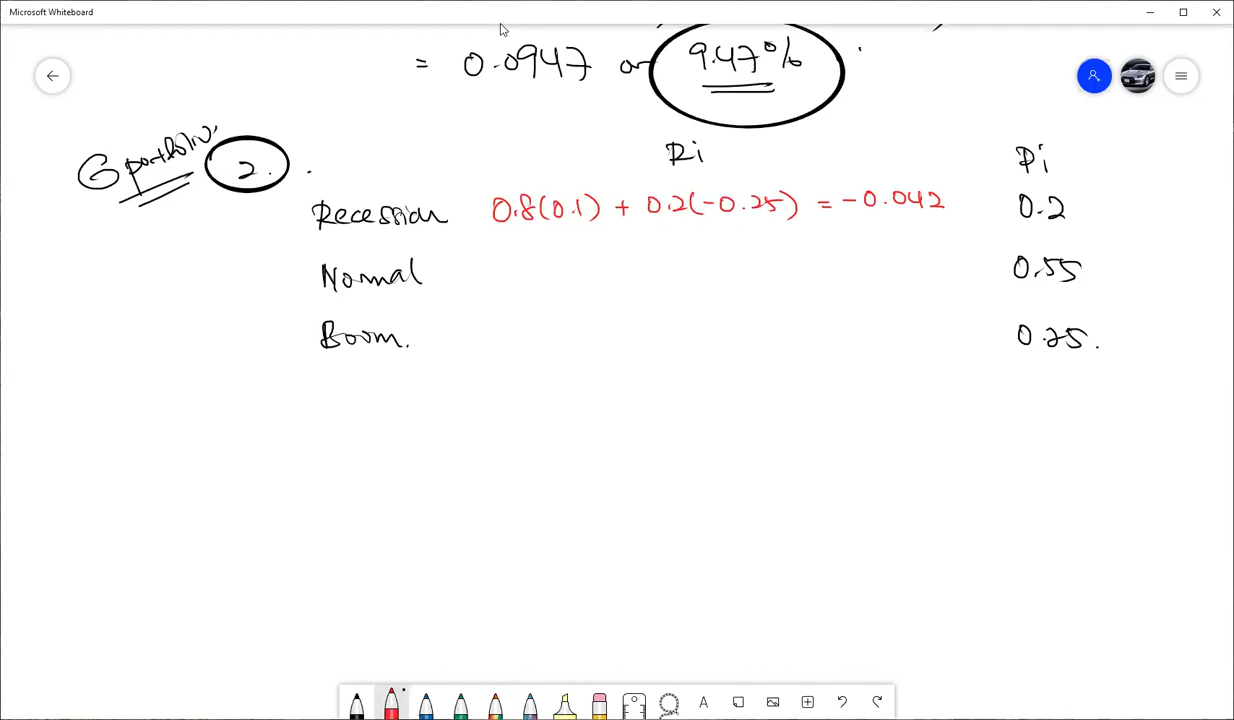 Microsoft Whiteboard
= 0.0947 or 9.47%
6 portfolio 2.
Ri Pi
Recession 0.8(0.1) + 0.2(-0.25) = -0.042 0.2
Normal 0.55
Boom. 0.25.
A